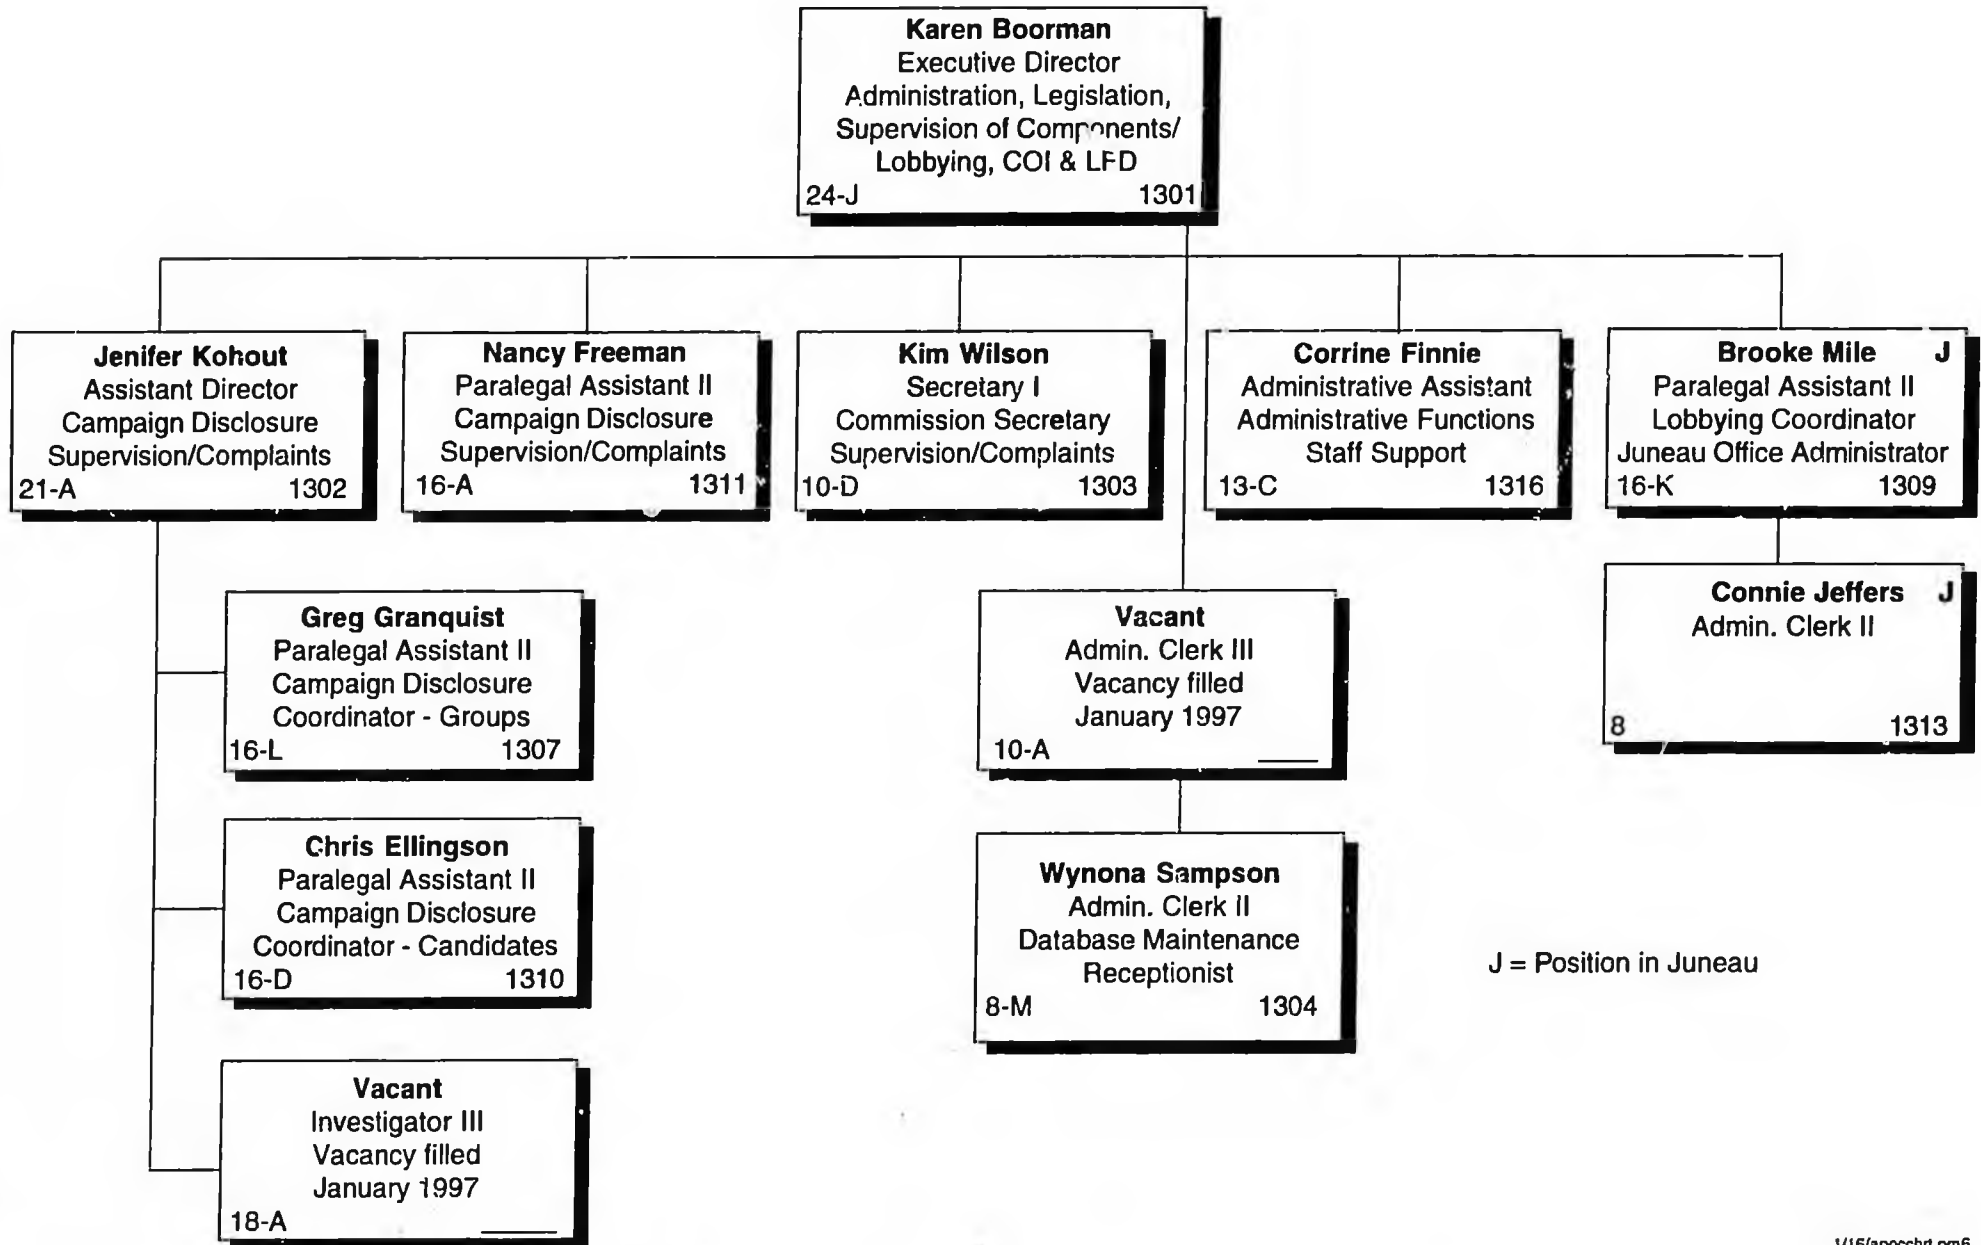 Karen Boorman
Executive Director
Administration, Legislation,
Supervision of Components/
Lobbying, COI & LFD
24-J 1301
Jenifer Kohout
Assistant Director
Campaign Disclosure
Supervision/Complaints
21-A 1302
Nancy Freeman
Paralegal Assistant II
Campaign Disclosure
Supervision/Complaints
16-A 1311
Kim Wilson
Secretary I
Commission Secretary
Supervision/Complaints
10-D 1303
Corrine Finnie
Administrative Assistant
Administrative Functions
Staff Support
13-C 1316
Brooke Mile J
Paralegal Assistant II
Lobbying Coordinator
Juneau Office Administrator
16-K 1309
Greg Granquist
Paralegal Assistant II
Campaign Disclosure
Coordinator - Groups
16-L 1307
Vacant
Admin. Clerk III
Vacancy filled
January 1997
10-A
Connie Jeffers J
Admin. Clerk II
8 1313
Chris Ellingson
Paralegal Assistant II
Campaign Disclosure
Coordinator - Candidates
16-D 1310
Wynona Sampson
Admin. Clerk II
Database Maintenance
Receptionist
8-M 1304
J = Position in Juneau
Vacant
Investigator III
Vacancy filled
January 1997
18-A